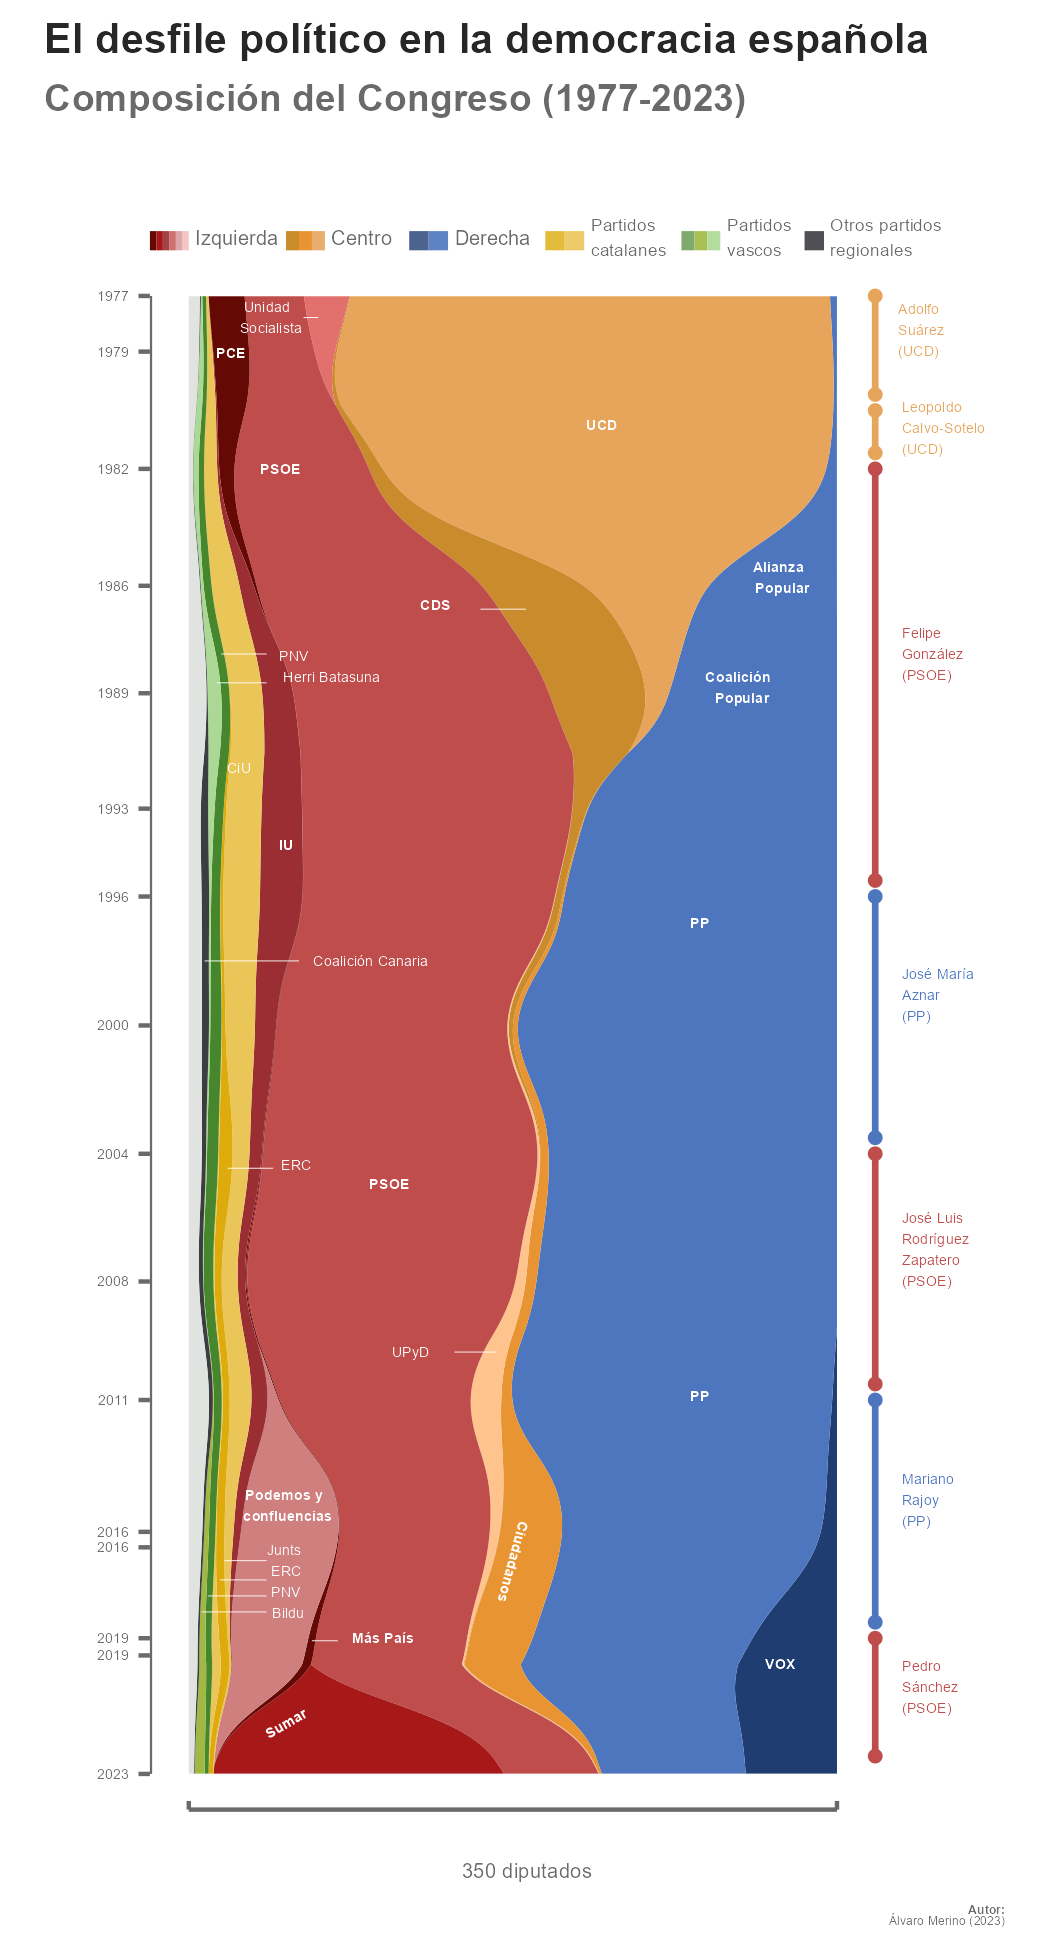 El desfile político en la democracia española
Composición del Congreso (1977-2023)
Izquierda
Centro
Derecha
Partidos
catalanes
Partidos
vascos
Otros partidos
regionales
1977
1979
1982
1986
1989
1993
1996
2000
2004
2008
2011
2016
2016
2019
2019
2023
Unidad
Socialista
PCE
UCD
PSOE
Alianza
Popular
CDS
PNV
Herri Batasuna
Coalición
Popular
CiU
IU
PP
Coalición Canaria
ERC
PSOE
UPyD
PP
Podemos y
confluencias
Ciudadanos
Junts
ERC
PNV
Bildu
Más País
VOX
Sumar
Adolfo
Suárez
(UCD)
Leopoldo
Calvo-Sotelo
(UCD)
Felipe
González
(PSOE)
José María
Aznar
(PP)
José Luis
Rodríguez
Zapatero
(PSOE)
Mariano
Rajoy
(PP)
Pedro
Sánchez
(PSOE)
350 diputados
Autor:
Álvaro Merino (2023)